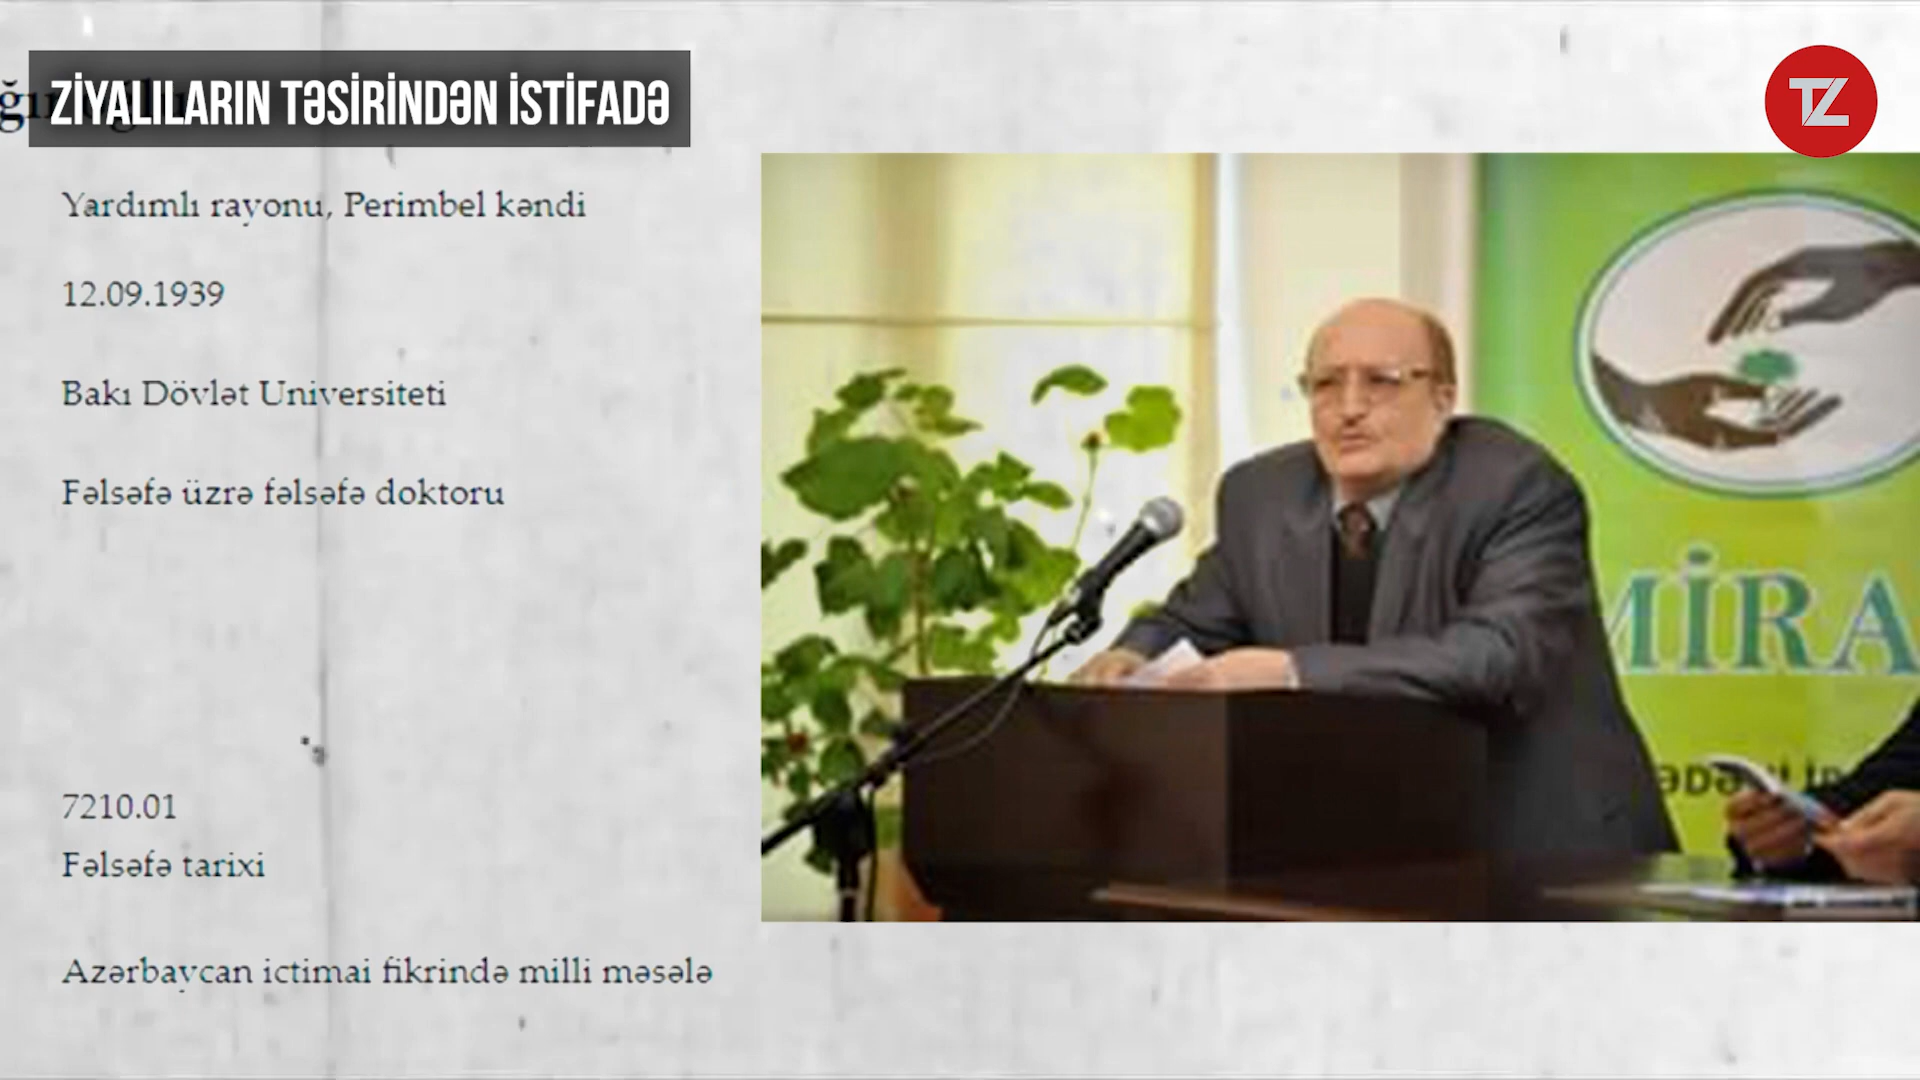 ZİYALILARIN TƏSİRİNDƏN İSTİFADƏ
TZ
Yardımlı rayonu, Perimbel kəndi
12.09.1939
Bakı Dövlət Universiteti
Fəlsəfə üzrə fəlsəfə doktoru
MİRA
7210.01
Fəlsəfə tarixi
Azərbaycan ictimai fikrində milli məsələ